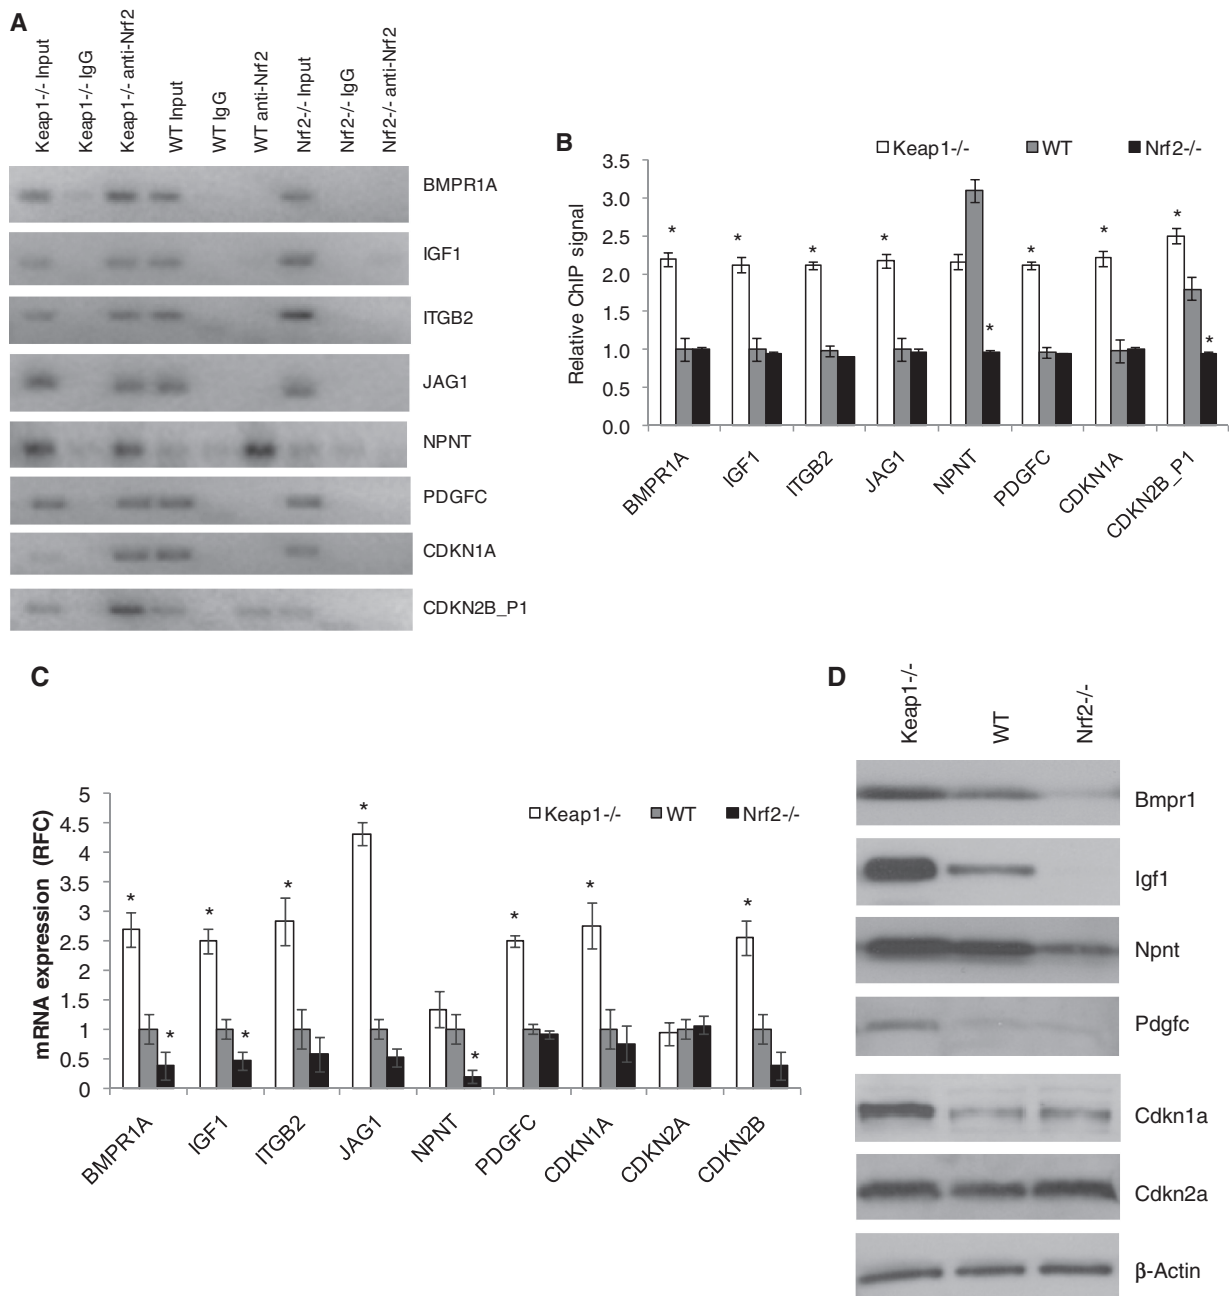 A
Keap1-/- Input
Keap1-/- IgG
Keap1-/- anti-Nrf2
WT Input
WT IgG
WT anti-Nrf2
Nrf2-/- Input
Nrf2-/- IgG
Nrf2-/- anti-Nrf2
BMPR1A
IGF1
ITGB2
JAG1
NPNT
PDGFC
CDKN1A
CDKN2B_P1
B
Keap1-/- WT Nrf2-/-
Relative ChIP signal
3.5
3.0
2.5
2.0
1.5
1.0
0.5
0.0
* * * * * * * * *
BMPR1A IGF1 ITGB2 JAG1 NPNT PDGFC CDKN1A CDKN2B_P1
C
Keap1-/- WT Nrf2-/-
mRNA expression (RFC)
5
4.5
4
3.5
3
2.5
2
1.5
1
0.5
0
* * * * * * * * * *
BMPR1A IGF1 ITGB2 JAG1 NPNT PDGFC CDKN1A CDKN2A CDKN2B
D
Keap1-/-
WT
Nrf2-/-
Bmpr1
Igf1
Npnt
Pdgfc
Cdkn1a
Cdkn2a
β-Actin